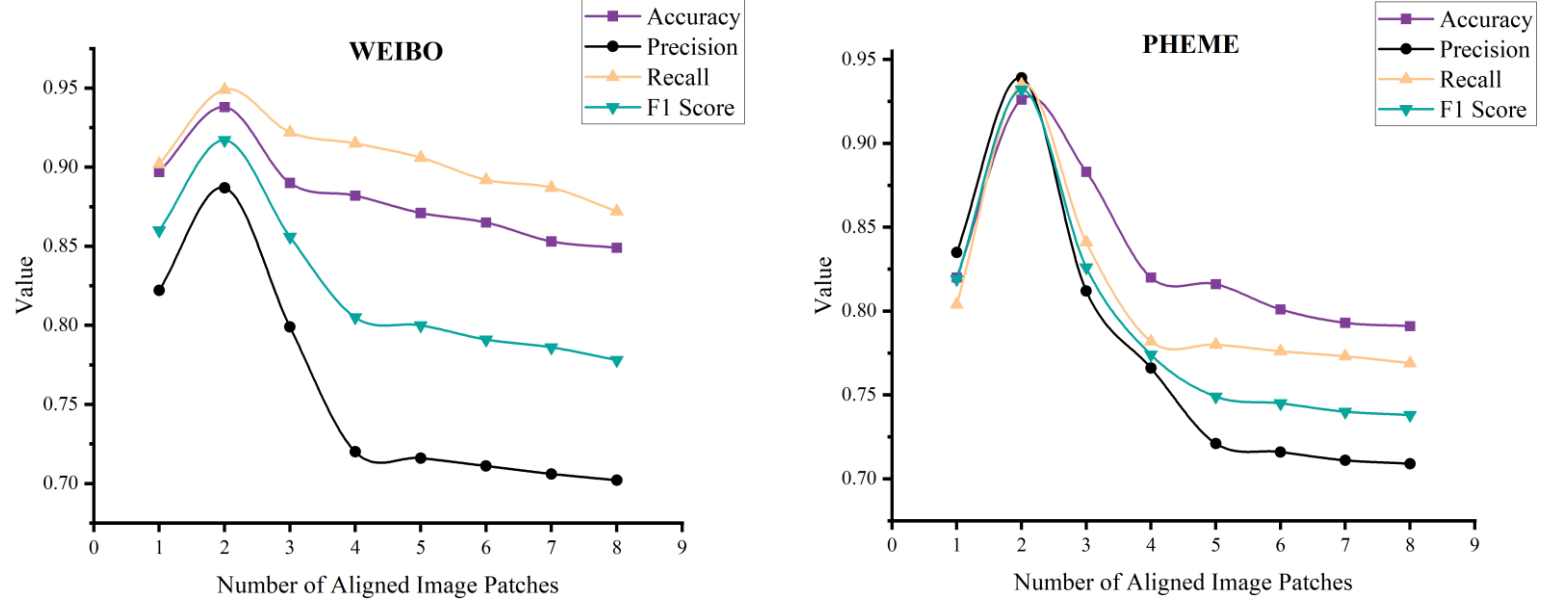 WEIBO
Accuracy
Precision
Recall
F1 Score
Value
0.95
0.90
0.85
0.80
0.75
0.70
0 1 2 3 4 5 6 7 8 9
Number of Aligned Image Patches
PHEME
Accuracy
Precision
Recall
F1 Score
Value
0.95
0.90
0.85
0.80
0.75
0.70
0 1 2 3 4 5 6 7 8 9
Number of Aligned Image Patches